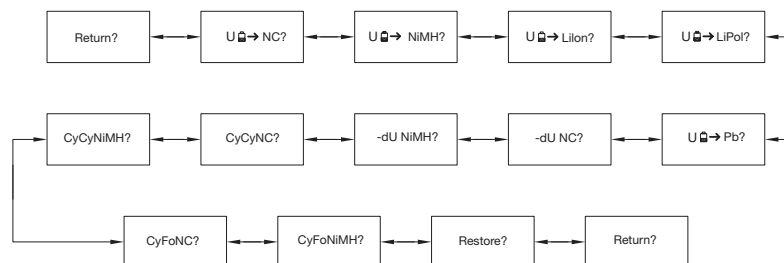 Return? U → NC? U → NiMH? U → LiIon? U → LiPol?
CyCyNiMH? CyCyNC? -dU NiMH? -dU NC? U → Pb?
CyFoNC? CyFoNiMH? Restore? Return?